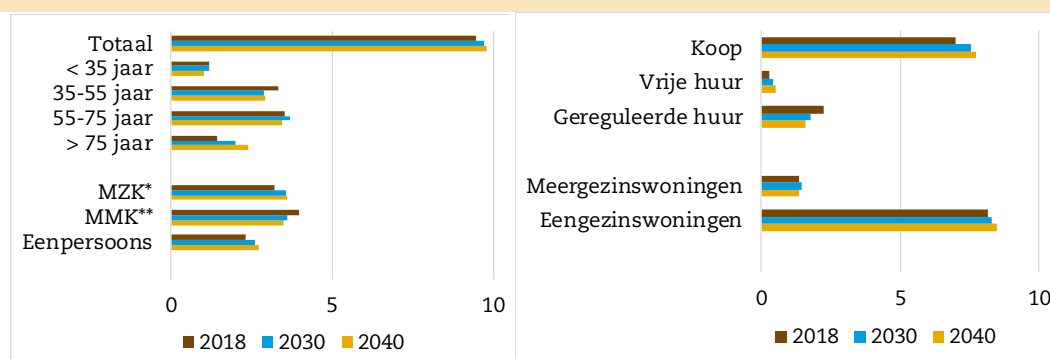 Totaal
< 35 jaar
35-55 jaar
55-75 jaar
> 75 jaar
MZK*
MMK**
Eenpersoons
0 5 10
2018 2030 2040
Koop
Vrije huur
Gereguleerde huur
Meergezinswoningen
Eengezinswoningen
0 5 10
2018 2030 2040